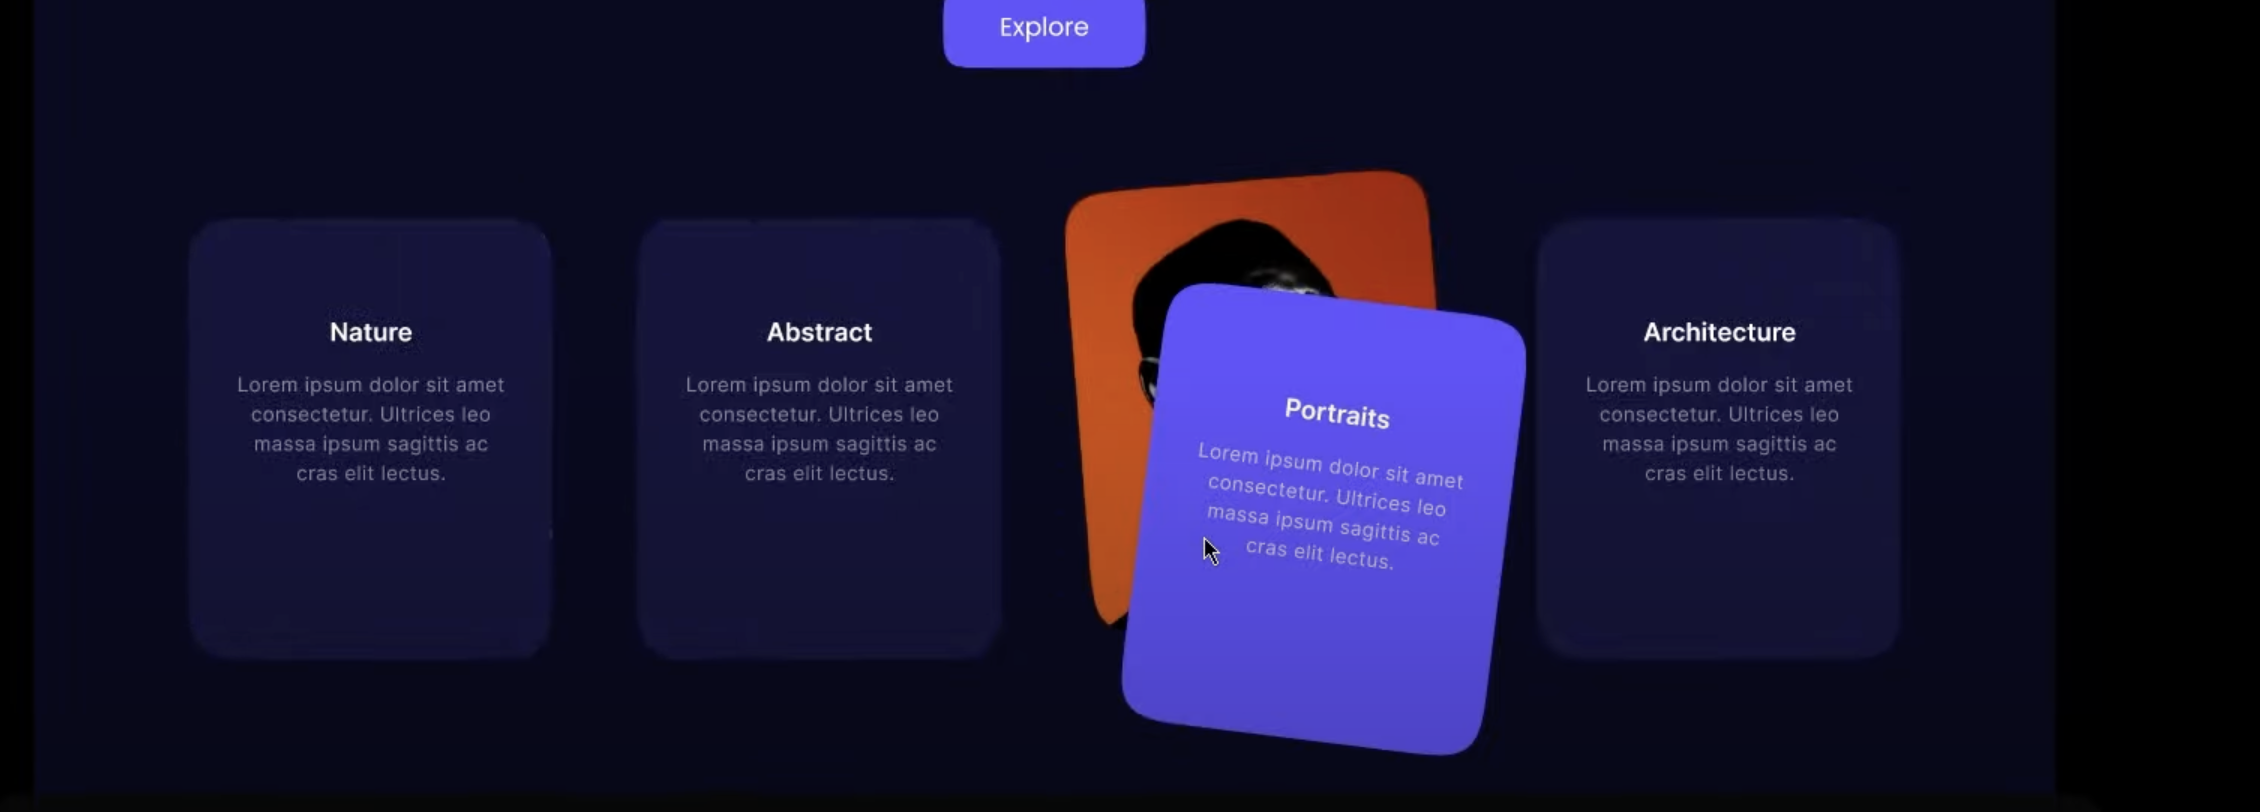 Explore
Nature
Lorem ipsum dolor sit amet
consectetur. Ultrices leo
massa ipsum sagittis ac
cras elit lectus.
Abstract
Lorem ipsum dolor sit amet
consectetur. Ultrices leo
massa ipsum sagittis ac
cras elit lectus.
Portraits
Lorem ipsum dolor sit amet
consectetur. Ultrices leo
massa ipsum sagittis ac
cras elit lectus.
Architecture
Lorem ipsum dolor sit amet
consectetur. Ultrices leo
massa ipsum sagittis ac
cras elit lectus.